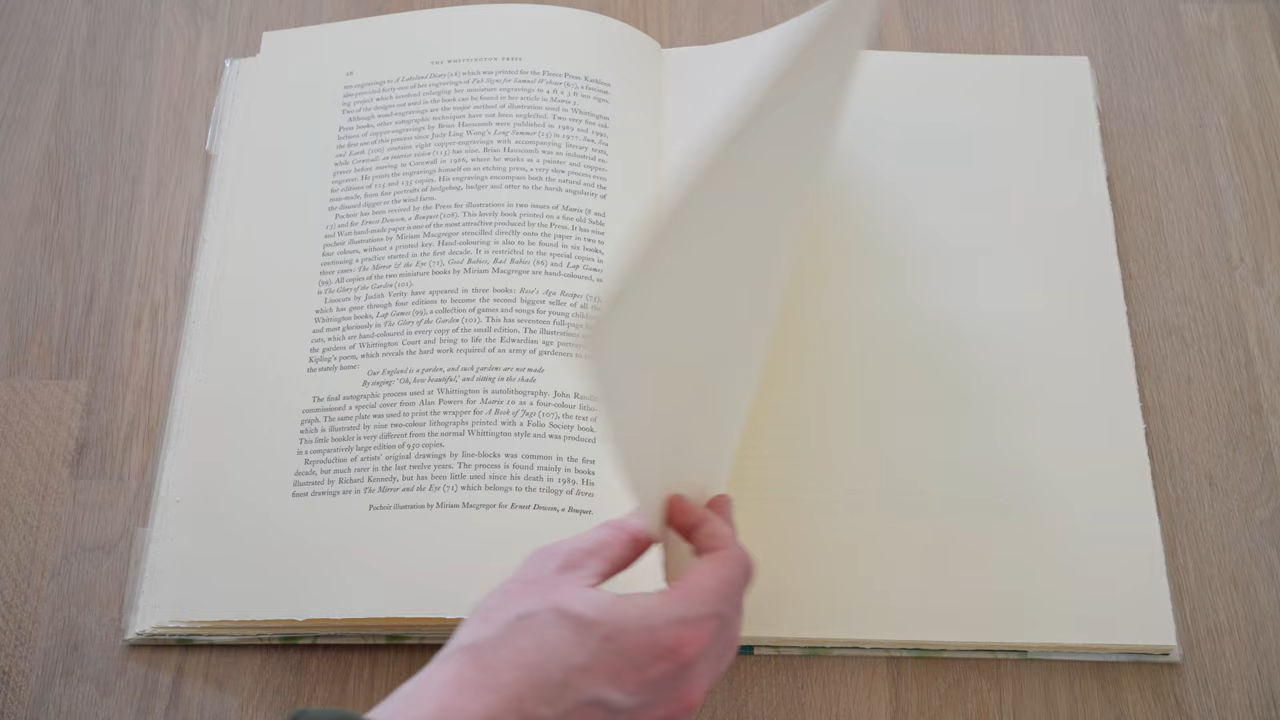 THE WHITTINGTON PRESS
18
ten engravings to A Lakeland Diary (26) which was printed for the Fleece Press. Kathleen
also provided forty-one of her engravings of Pub Signs for Samuel Webster (67), a fascinat-
ing project which involved enlarging her miniature engravings to 4 ft x 3 ft inn signs.
Two of the designs not used in the book can be found in her article in Matrix 5.
Although wood-engravings are the major method of illustration used in Whittington
Press books, other autographic techniques have not been neglected. Two very fine col-
lections of copper-engravings by Brian Hanscomb were published in 1989 and 1992,
the first use of this process since Judy Ling Wong's Long Summer (25) in 1977. Sun, Sea
and Earth (100) contains eight copper-engravings with accompanying literary texts,
while Cornwall: an interior vision (115) has nine. Brian Hanscomb was an industrial en-
graver before moving to Cornwall in 1986, where he works as a painter and copper-
engraver. He prints the engravings himself on an etching press, a very slow process even
for editions of 125 and 135 copies. His engravings encompass both the natural and the
man-made, from fine portraits of hedgehog, badger and otter to the harsh angularity of
the disused digger or the wind farm.
Pochoir has been revived by the Press for illustrations in two issues of Matrix (8 and
13) and for Ernest Dowson, a Bouquet (108). This lovely book printed on a fine old Sable
and Watt hand-made paper is one of the most attractive produced by the Press. It has nine
pochoir illustrations by Miriam Macgregor stencilled directly onto the paper in two to
four colours, without a printed key. Hand-colouring is also to be found in six books,
continuing a practice started in the first decade. It is restricted to the special copies in
three cases: The Mirror & the Eye (71), Good Babies, Bad Babies (86) and Lap Games
(99). All copies of the two miniature books by Miriam Macgregor are hand-coloured, as
is The Glory of the Garden (101).
Linocuts by Judith Verity have appeared in three books: Rose's Aga Recipes (75),
which has gone through four editions to become the second biggest seller of all the
Whittington books, Lap Games (99), a collection of games and songs for young
and most gloriously in The Glory of the Garden (101). This has seventeen full-page
cuts, which are hand-coloured in every copy of the small edition. The illustrations
the gardens of Whittington Court and bring to life the Edwardian age
Kipling's poem, which reveals the hard work required of an army of gardeners to
the stately home:
Our England is a garden, and such gardens are not made
By singing: 'Oh, how beautiful,' and sitting in the shade
The final autographic process used at Whittington is autolithography. John Randle
commissioned a special cover from Alan Powers for Matrix 10 as a four-colour litho-
graph. The same plate was used to print the wrapper for A Book of Jugs (107), the text of
which is illustrated by nine two-colour lithographs printed with a Folio Society book.
This little booklet is very different from the normal Whittington style and was produced
in a comparatively large edition of 950 copies.
Reproduction of artists' original drawings by line-blocks was common in the first
decade, but much rarer in the last twelve years. The process is found mainly in books
illustrated by Richard Kennedy, but has been little used since his death in 1989. His
finest drawings are in The Mirror and the Eye (71) which belongs to the trilogy of livres
Pochoir illustration by Miriam Macgregor for Ernest Dowson, a Bouquet.